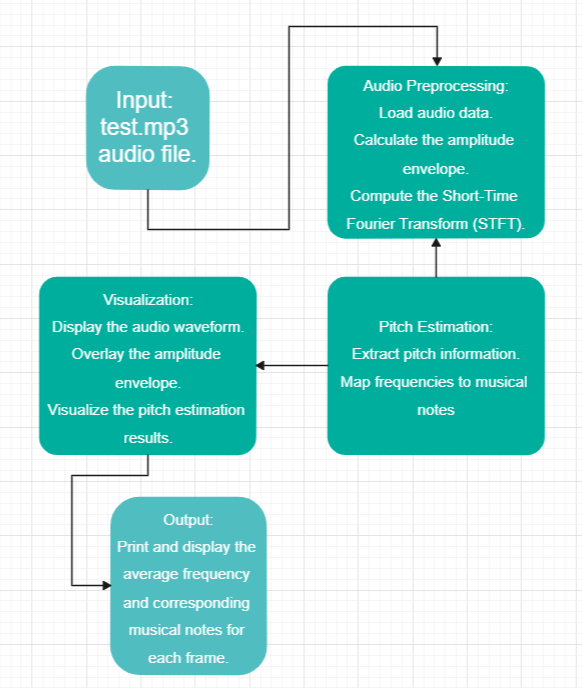 Input:
test.mp3
audio file.
Audio Preprocessing:
Load audio data.
Calculate the amplitude
envelope.
Compute the Short-Time
Fourier Transform (STFT).
Pitch Estimation:
Extract pitch information.
Map frequencies to musical
notes
Visualization:
Display the audio waveform.
Overlay the amplitude
envelope.
Visualize the pitch estimation
results.
Output:
Print and display the
average frequency
and corresponding
musical notes for
each frame.